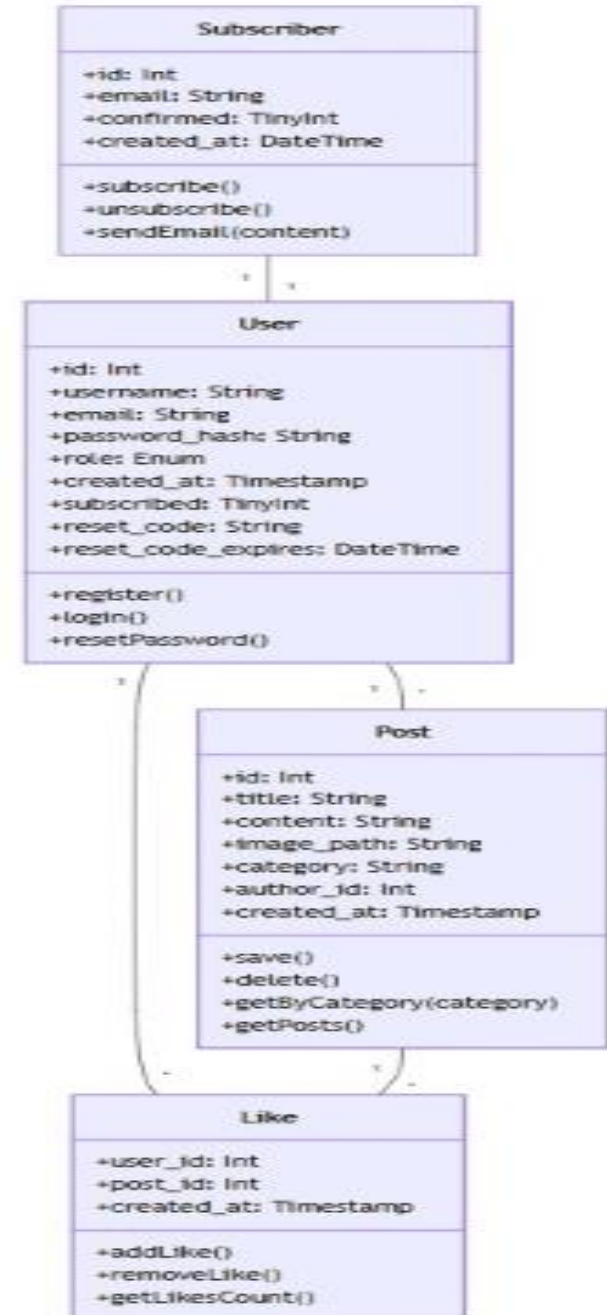 Subscriber
+id: Int
+email: String
+confirmed: TinyInt
+created_at: DateTime
+subscribe()
+unsubscribe()
+sendEmail(content)
User
+id: Int
+username: String
+email: String
+password_hash: String
+role: Enum
+created_at: Timestamp
+subscribed: TinyInt
+reset_code: String
+reset_code_expires: DateTime
+register()
+login()
+resetPassword()
Post
+id: Int
+title: String
+content: String
+image_path: String
+category: String
+author_id: Int
+created_at: Timestamp
+save()
+delete()
+getByCategory(category)
+getPosts()
Like
+user_id: Int
+post_id: Int
+created_at: Timestamp
+addLike()
+removeLike()
+getLikesCount()